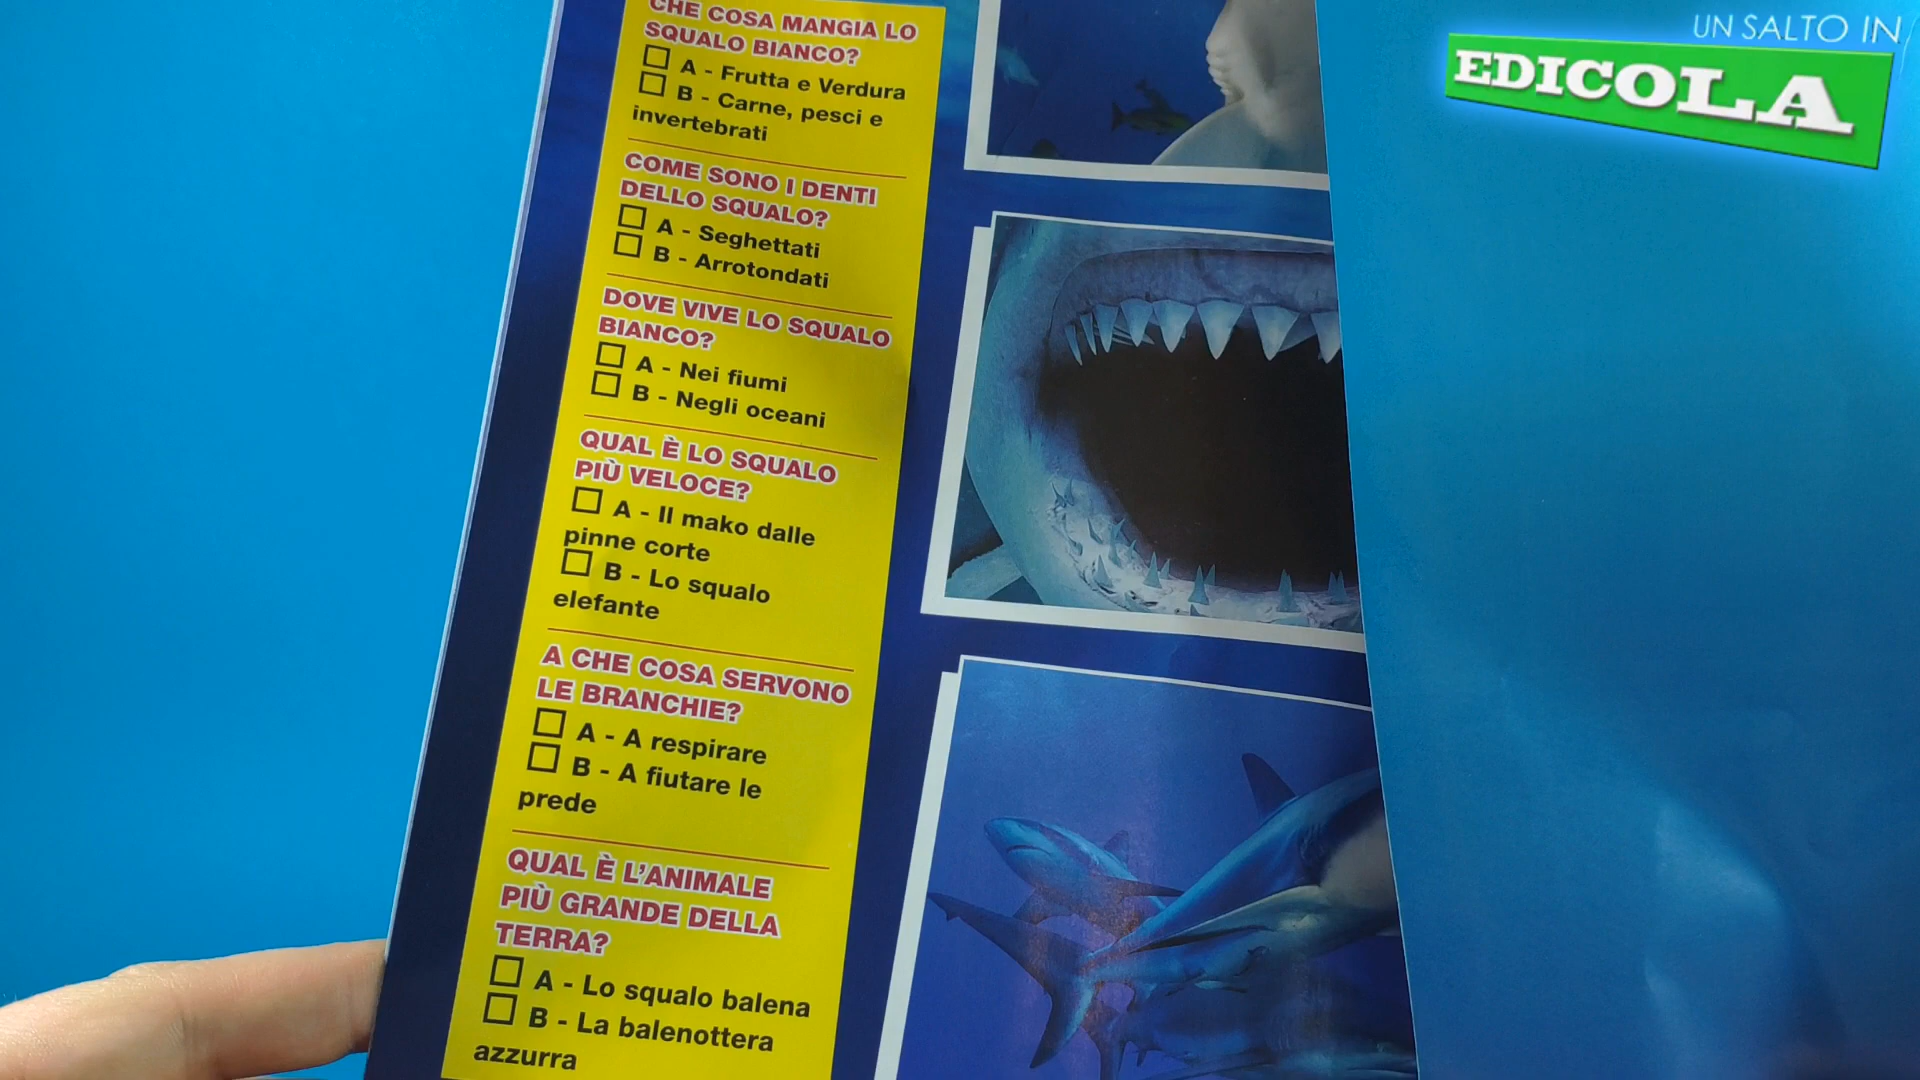 CHE COSA MANGIA LO
SQUALO BIANCO?
A - Frutta e Verdura
B - Carne, pesci e
invertebrati
COME SONO I DENTI
DELLO SQUALO?
A - Seghettati
B - Arrotondati
DOVE VIVE LO SQUALO
BIANCO?
A - Nei fiumi
B - Negli oceani
QUAL È LO SQUALO
PIÙ VELOCE?
A - Il mako dalle
pinne corte
B - Lo squalo
elefante
A CHE COSA SERVONO
LE BRANCHIE?
A - A respirare
B - A fiutare le
prede
QUAL È L'ANIMALE
PIÙ GRANDE DELLA
TERRA?
A - Lo squalo balena
B - La balenottera
azzurra
UN SALTO IN
EDICOLA